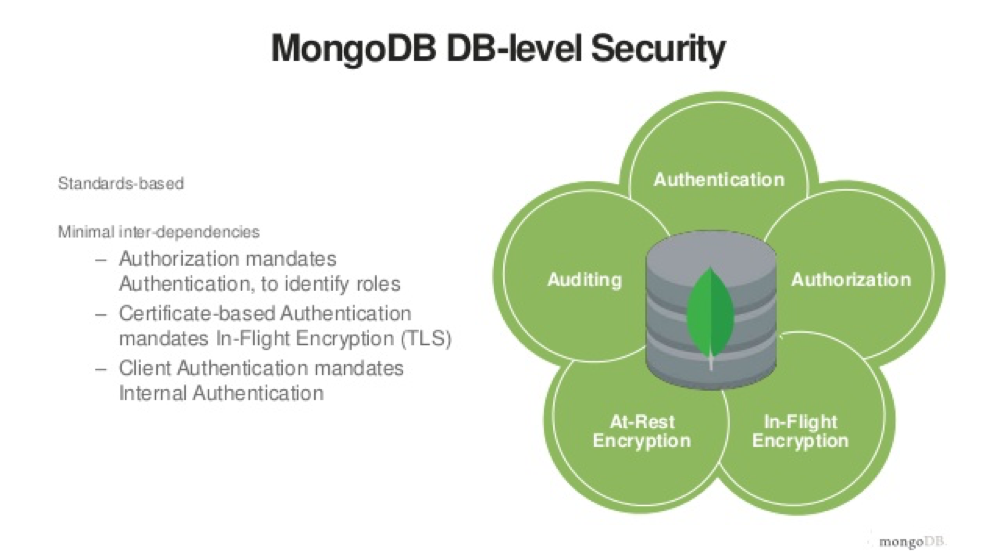 MongoDB DB-level Security
Standards-based
Minimal inter-dependencies
– Authorization mandates
Authentication, to identify roles
– Certificate-based Authentication
mandates In-Flight Encryption (TLS)
– Client Authentication mandates
Internal Authentication
Authentication
Auditing
Authorization
At-Rest
Encryption
In-Flight
Encryption
mongoDB